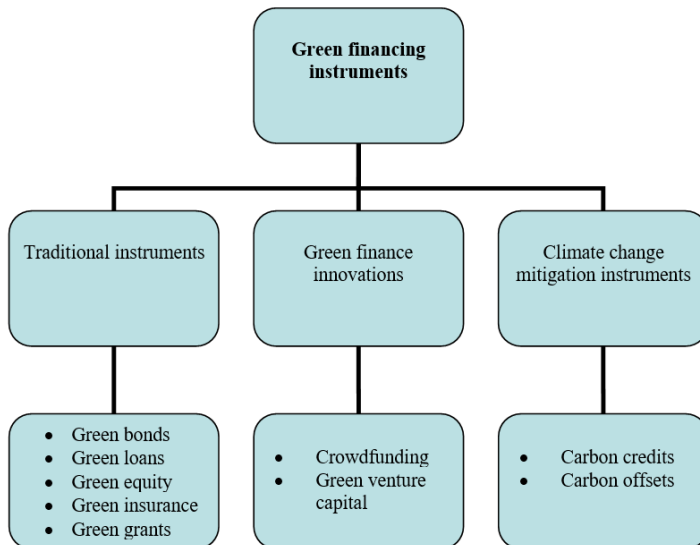 Green financing
instruments
Traditional instruments
Green finance
innovations
Climate change
mitigation instruments
• Green bonds
• Green loans
• Green equity
• Green insurance
• Green grants
• Crowdfunding
• Green venture
capital
• Carbon credits
• Carbon offsets